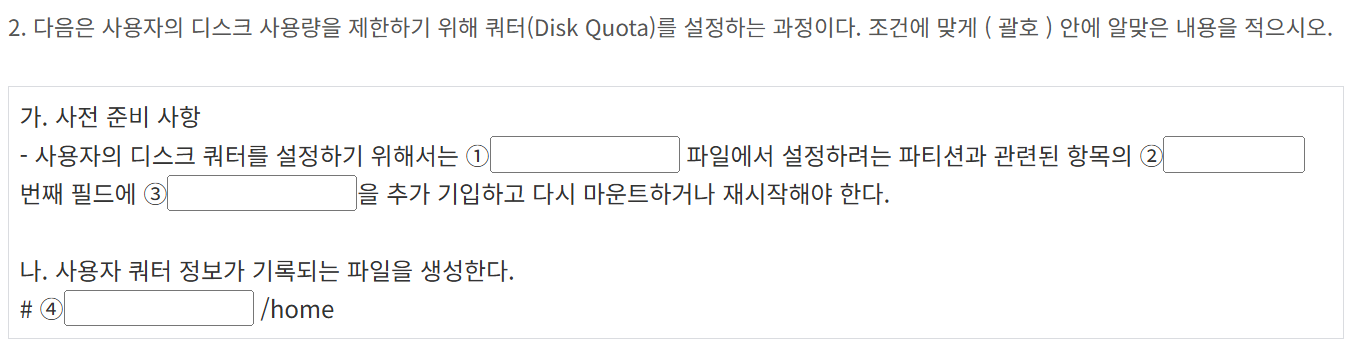 2. 다음은 사용자의 디스크 사용량을 제한하기 위해 쿼터(Disk Quota)를 설정하는 과정이다. 조건에 맞게 ( 괄호 ) 안에 알맞은 내용을 적으시오.
가. 사전 준비 사항
- 사용자의 디스크 쿼터를 설정하기 위해서는 ① 파일에서 설정하려는 파티션과 관련된 항목의 ②
번째 필드에 ③ 을 추가 기입하고 다시 마운트하거나 재시작해야 한다.
나. 사용자 쿼터 정보가 기록되는 파일을 생성한다.
# ④ /home